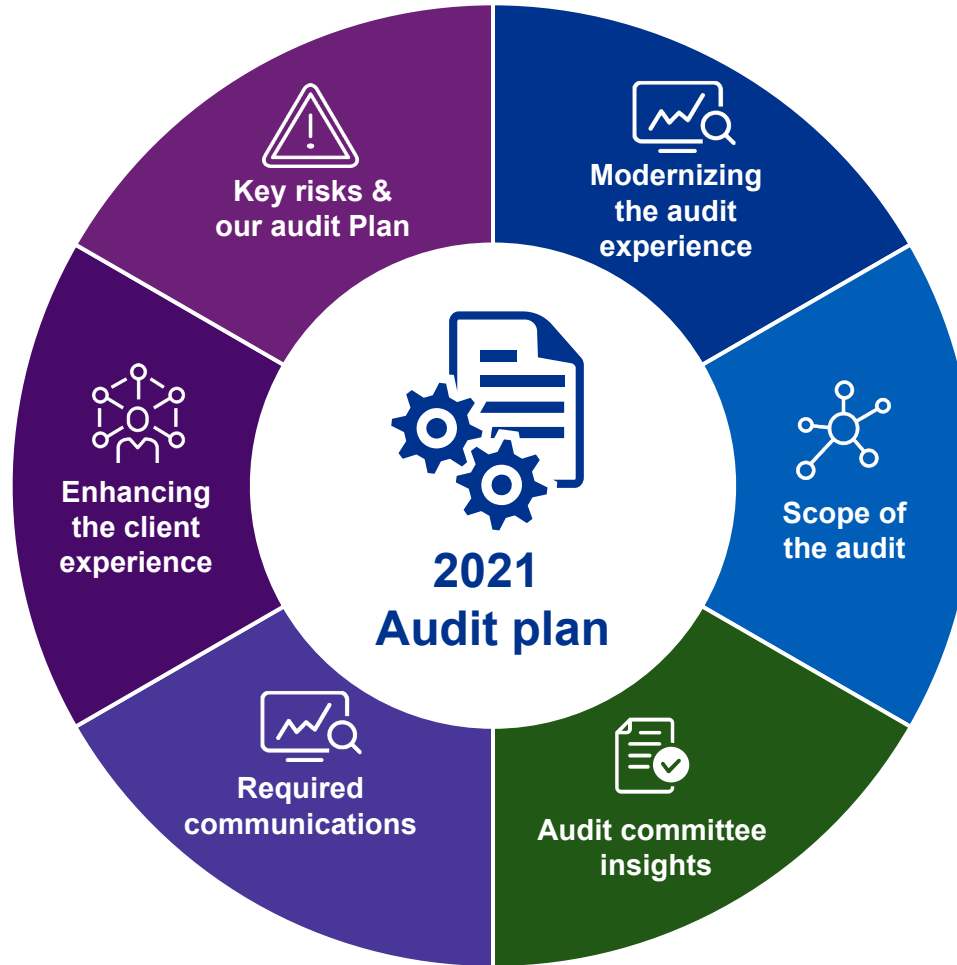 Key risks &
our audit Plan
Modernizing
the audit
experience
Enhancing
the client
experience
Scope of
the audit
2021
Audit plan
Required
communications
Audit committee
insights